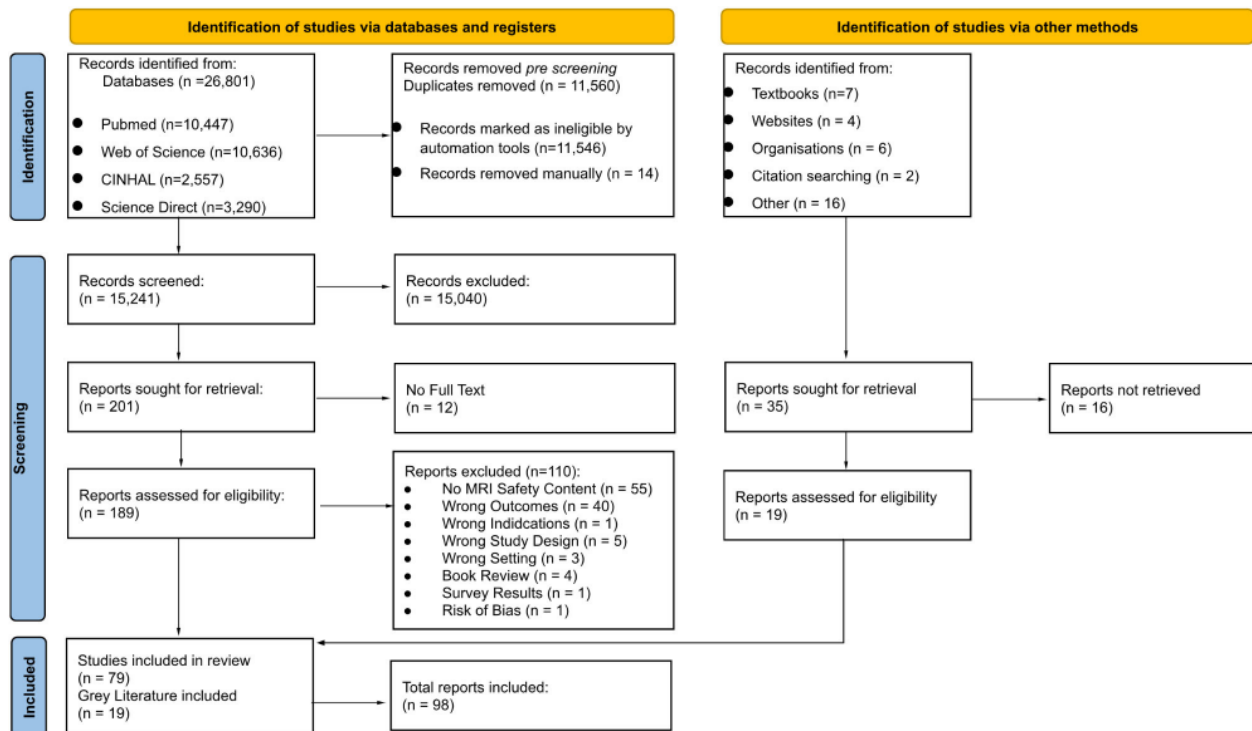 Identification of studies via databases and registers
Identification of studies via other methods
Identification
Records identified from:
Databases (n =26,801)
● Pubmed (n=10,447)
● Web of Science (n=10,636)
● CINHAL (n=2,557)
● Science Direct (n=3,290)
Records removed pre screening
Duplicates removed (n = 11,560)
● Records marked as ineligible by
automation tools (n=11,546)
● Records removed manually (n = 14)
Records identified from:
● Textbooks (n=7)
● Websites (n = 4)
● Organisations (n = 6)
● Citation searching (n = 2)
● Other (n = 16)
Screening
Records screened:
(n = 15,241)
Records excluded:
(n = 15,040)
Reports sought for retrieval:
(n = 201)
No Full Text
(n = 12)
Reports sought for retrieval
(n = 35)
Reports not retrieved
(n = 16)
Reports assessed for eligibility:
(n = 189)
Reports excluded (n=110):
● No MRI Safety Content (n = 55)
● Wrong Outcomes (n = 40)
● Wrong Indidcations (n = 1)
● Wrong Study Design (n = 5)
● Wrong Setting (n = 3)
● Book Review (n = 4)
● Survey Results (n = 1)
● Risk of Bias (n = 1)
Reports assessed for eligibility
(n = 19)
Included
Studies included in review
(n = 79)
Grey Literature included
(n = 19)
Total reports included:
(n = 98)